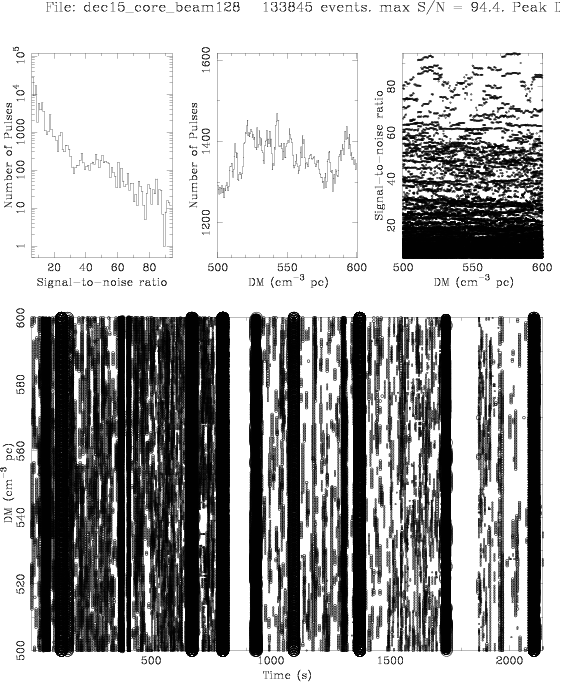 File: dec15_core_beam128 133845 events. max S/N = 94.4. Peak D
Number of Pulses
1 10 100 1000 10^5
20 40 60 80
Signal-to-noise ratio
Number of Pulses
1200 1400 1600
500 550 600
DM (cm^-3 pc)
Signal-to-noise ratio
20 40 60 80
500 550 600
DM (cm^-3 pc)
DM (cm^-3 pc)
500 520 540 560 580 600
500 1000 1500 2000
Time (s)